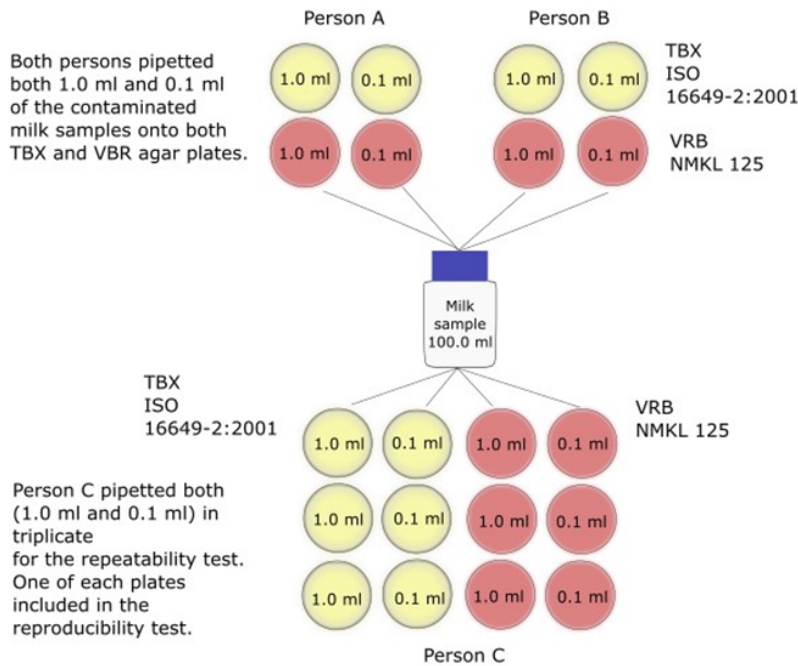 Person A
Person B
Both persons pipetted
both 1.0 ml and 0.1 ml
of the contaminated
milk samples onto both
TBX and VBR agar plates.
1.0 ml
0.1 ml
1.0 ml
0.1 ml
TBX
ISO
16649-2:2001
1.0 ml
0.1 ml
1.0 ml
0.1 ml
VRB
NMKL 125
Milk
sample
100.0 ml
TBX
ISO
16649-2:2001
VRB
NMKL 125
1.0 ml
0.1 ml
1.0 ml
0.1 ml
Person C pipetted both
(1.0 ml and 0.1 ml) in
triplicate
for the repeatability test.
One of each plates
included in the
reproducibility test.
1.0 ml
0.1 ml
1.0 ml
0.1 ml
1.0 ml
0.1 ml
1.0 ml
0.1 ml
Person C